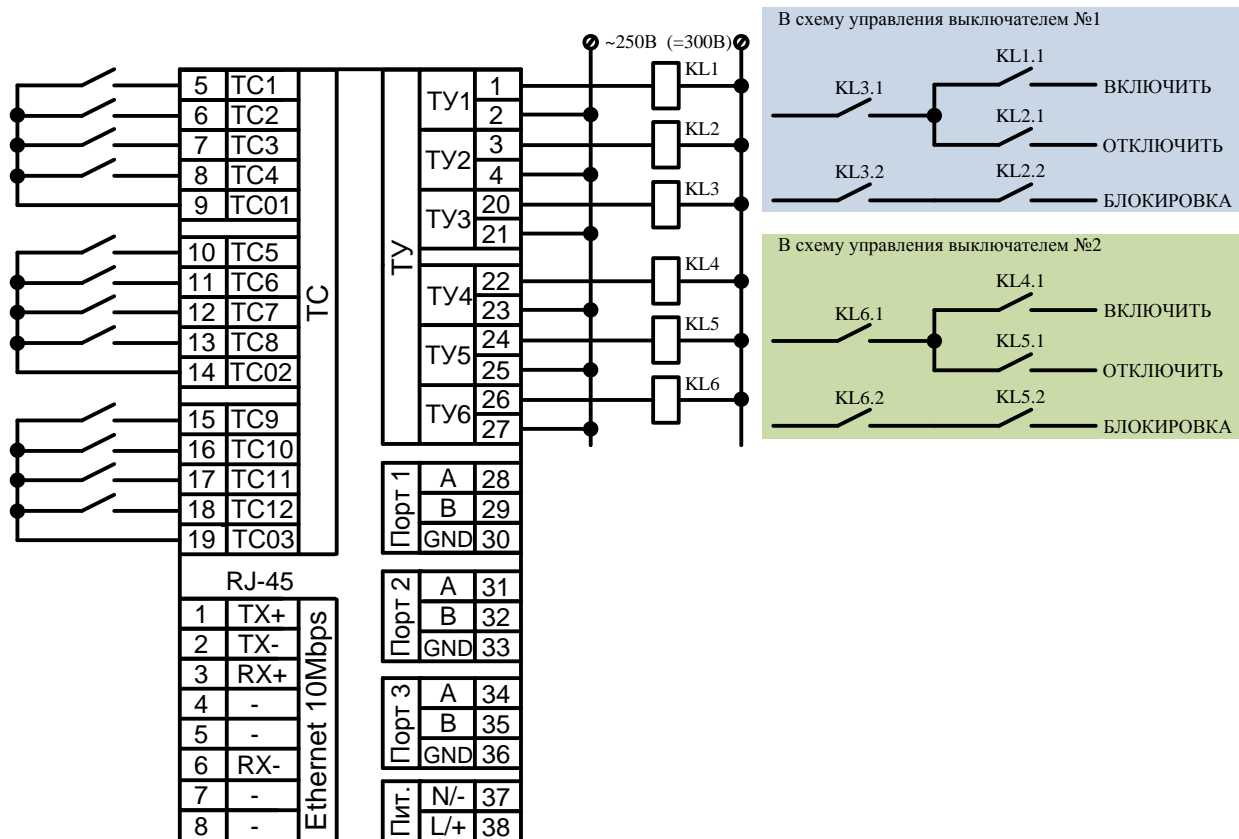 ~250В (=300В)
5 ТС1
6 ТС2
7 ТС3
8 ТС4
9 ТС01
10 ТС5
11 ТС6
12 ТС7
13 ТС8
14 ТС02
15 ТС9
16 ТС10
17 ТС11
18 ТС12
19 ТС03
ТС
RJ-45
1 TX+
2 TX-
3 RX+
4 -
5 -
6 RX-
7 -
8 -
Ethernet 10Mbps
ТУ
ТУ1 1
2
ТУ2 3
4
ТУ3 20
21
ТУ4 22
23
ТУ5 24
25
ТУ6 26
27
Порт 1
A 28
B 29
GND 30
Порт 2
A 31
B 32
GND 33
Порт 3
A 34
B 35
GND 36
Пит.
N/- 37
L/+ 38
KL1
KL2
KL3
KL4
KL5
KL6
В схему управления выключателем №1
KL1.1
KL3.1 ВКЛЮЧИТЬ
KL2.1
ОТКЛЮЧИТЬ
KL3.2 KL2.2
БЛОКИРОВКА
В схему управления выключателем №2
KL4.1
KL6.1 ВКЛЮЧИТЬ
KL5.1
ОТКЛЮЧИТЬ
KL6.2 KL5.2
БЛОКИРОВКА